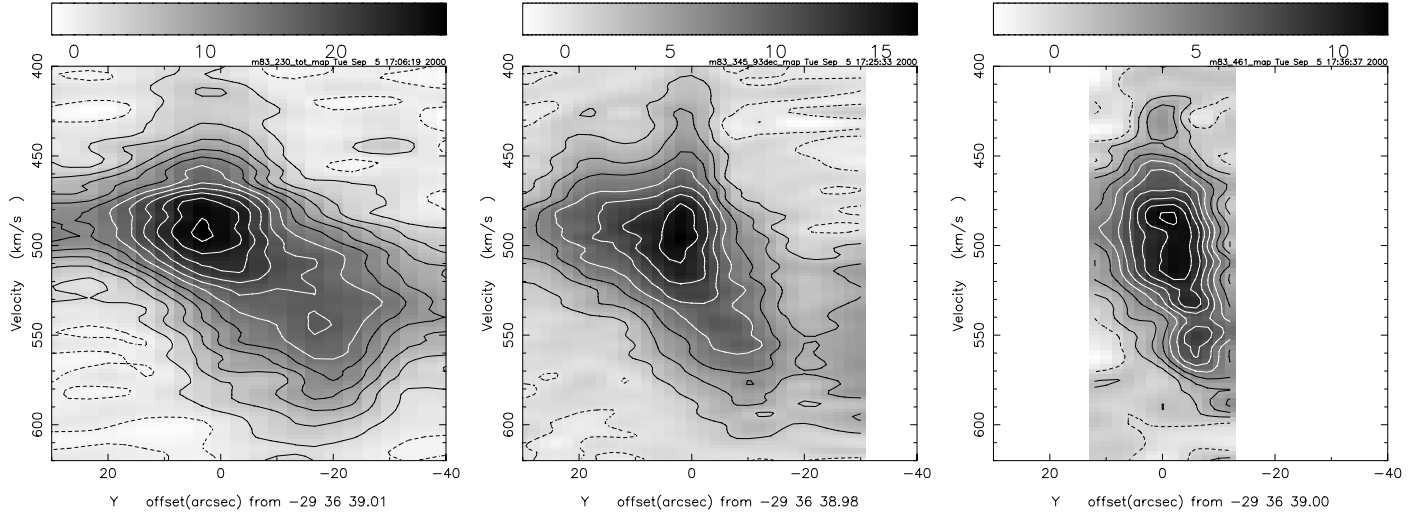 0 10 20
m83_230_tot_map Tue Sep 5 17:06:19 2000
400
450
500
550
600
Velocity (km/s )
20 0 −20 −40
Y offset(arcsec) from −29 36 39.01
0 5 10 15
m83_345_93dec_map Tue Sep 5 17:25:33 2000
400
450
500
550
600
Velocity (km/s )
20 0 −20 −40
Y offset(arcsec) from −29 36 38.98
0 5 10
m83_461_map Tue Sep 5 17:36:37 2000
400
450
500
550
600
Velocity (km/s )
20 0 −20 −40
Y offset(arcsec) from −29 36 39.00